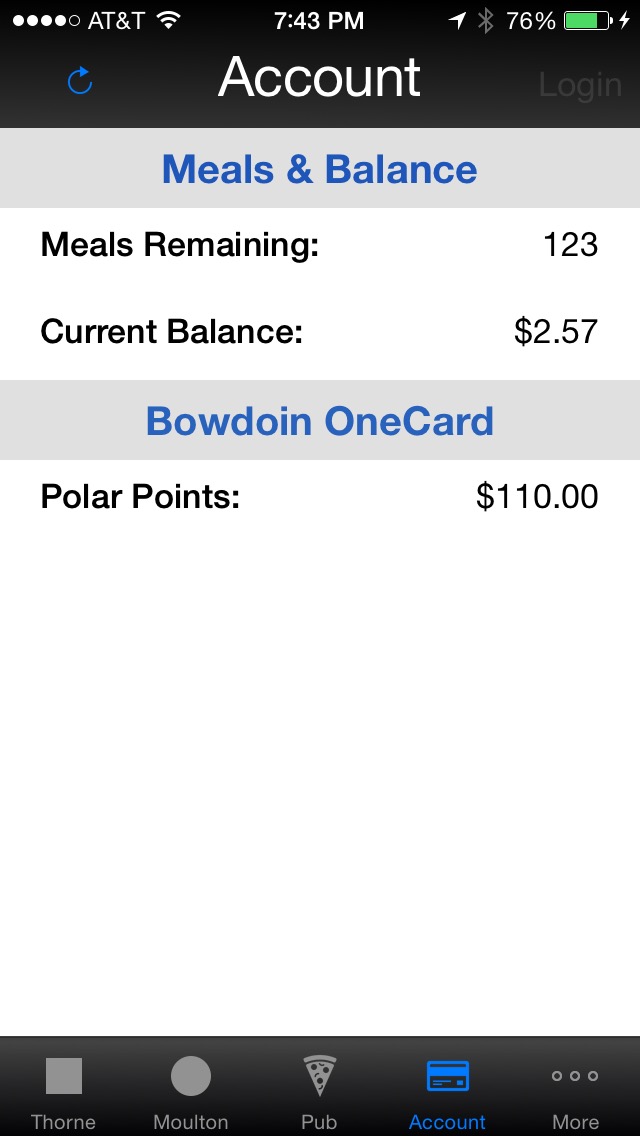 AT&T 7:43 PM 76%
Account Login
Meals & Balance
Meals Remaining: 123
Current Balance: $2.57
Bowdoin OneCard
Polar Points: $110.00
Thorne Moulton Pub Account More